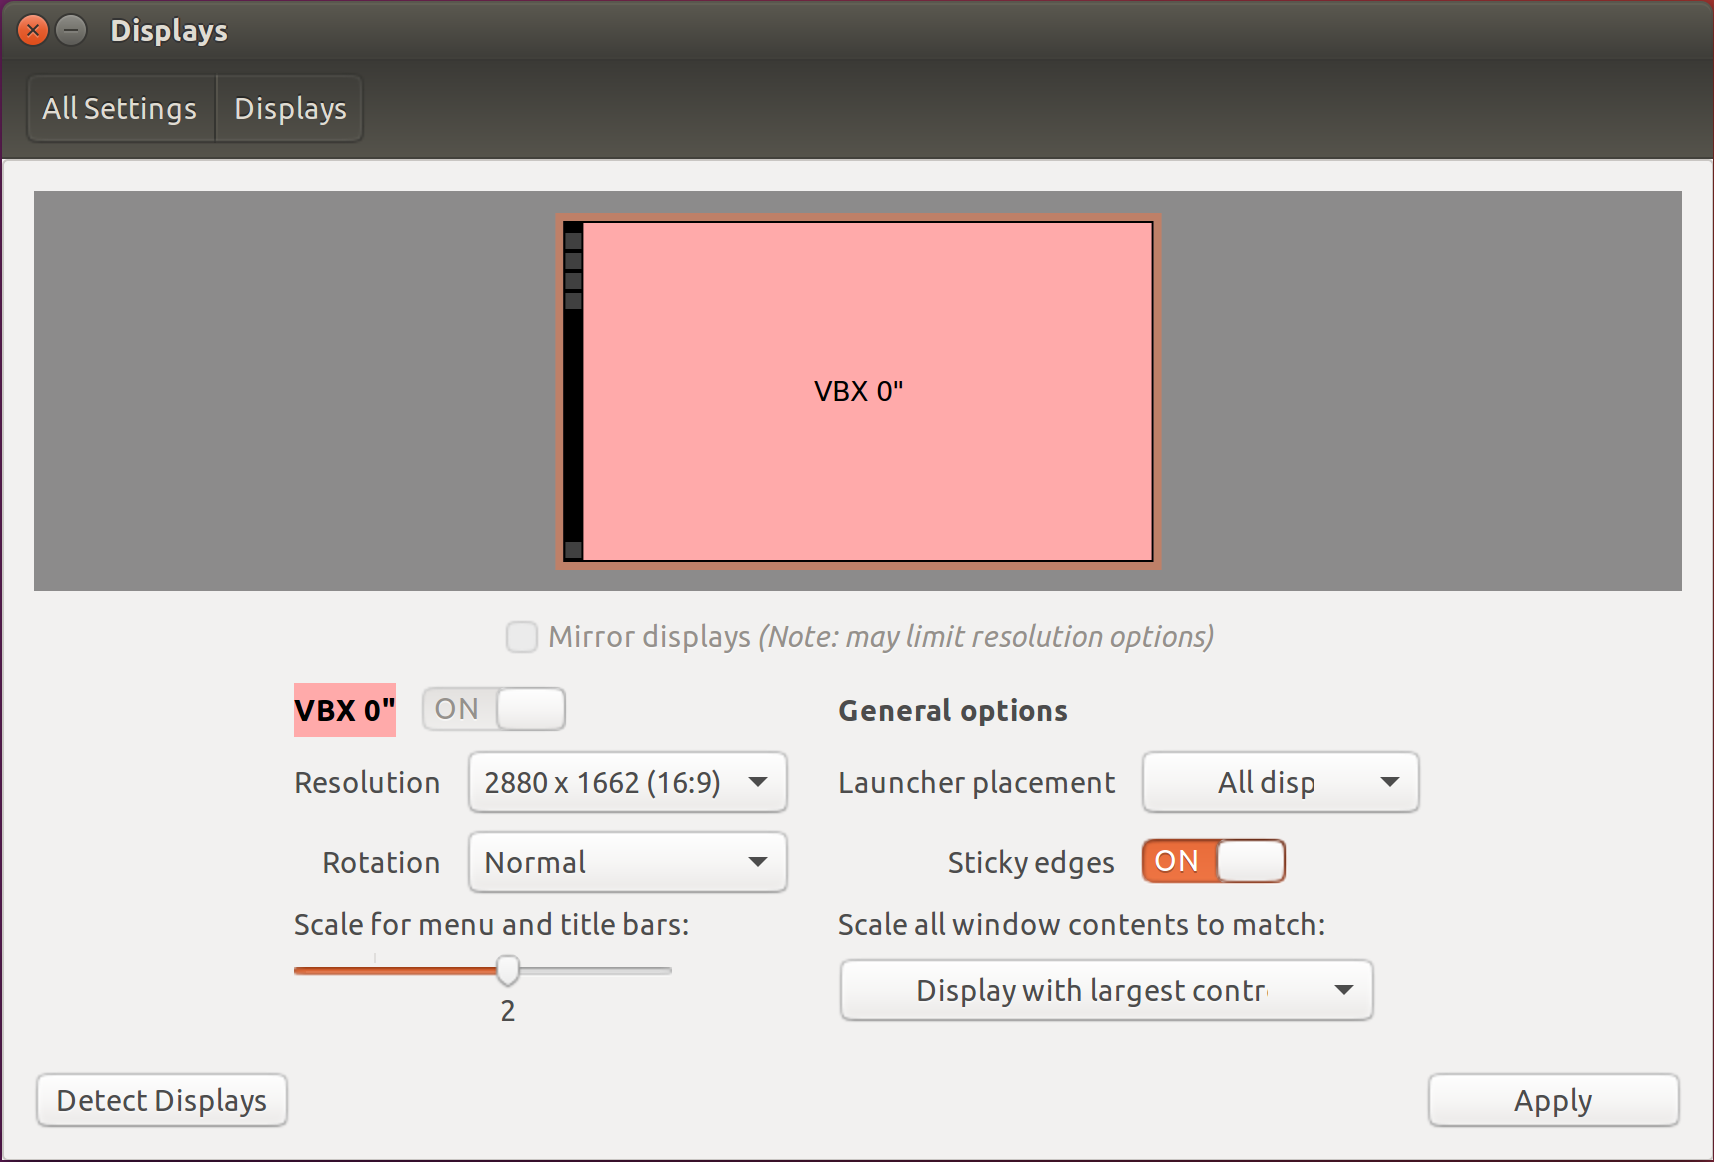 Displays
All Settings Displays
VBX 0"
Mirror displays (Note: may limit resolution options)
VBX 0" ON
General options
Resolution 2880 x 1662 (16:9)
Launcher placement All disp
Rotation Normal
Sticky edges ON
Scale for menu and title bars:
2
Scale all window contents to match:
Display with largest contr
Detect Displays
Apply